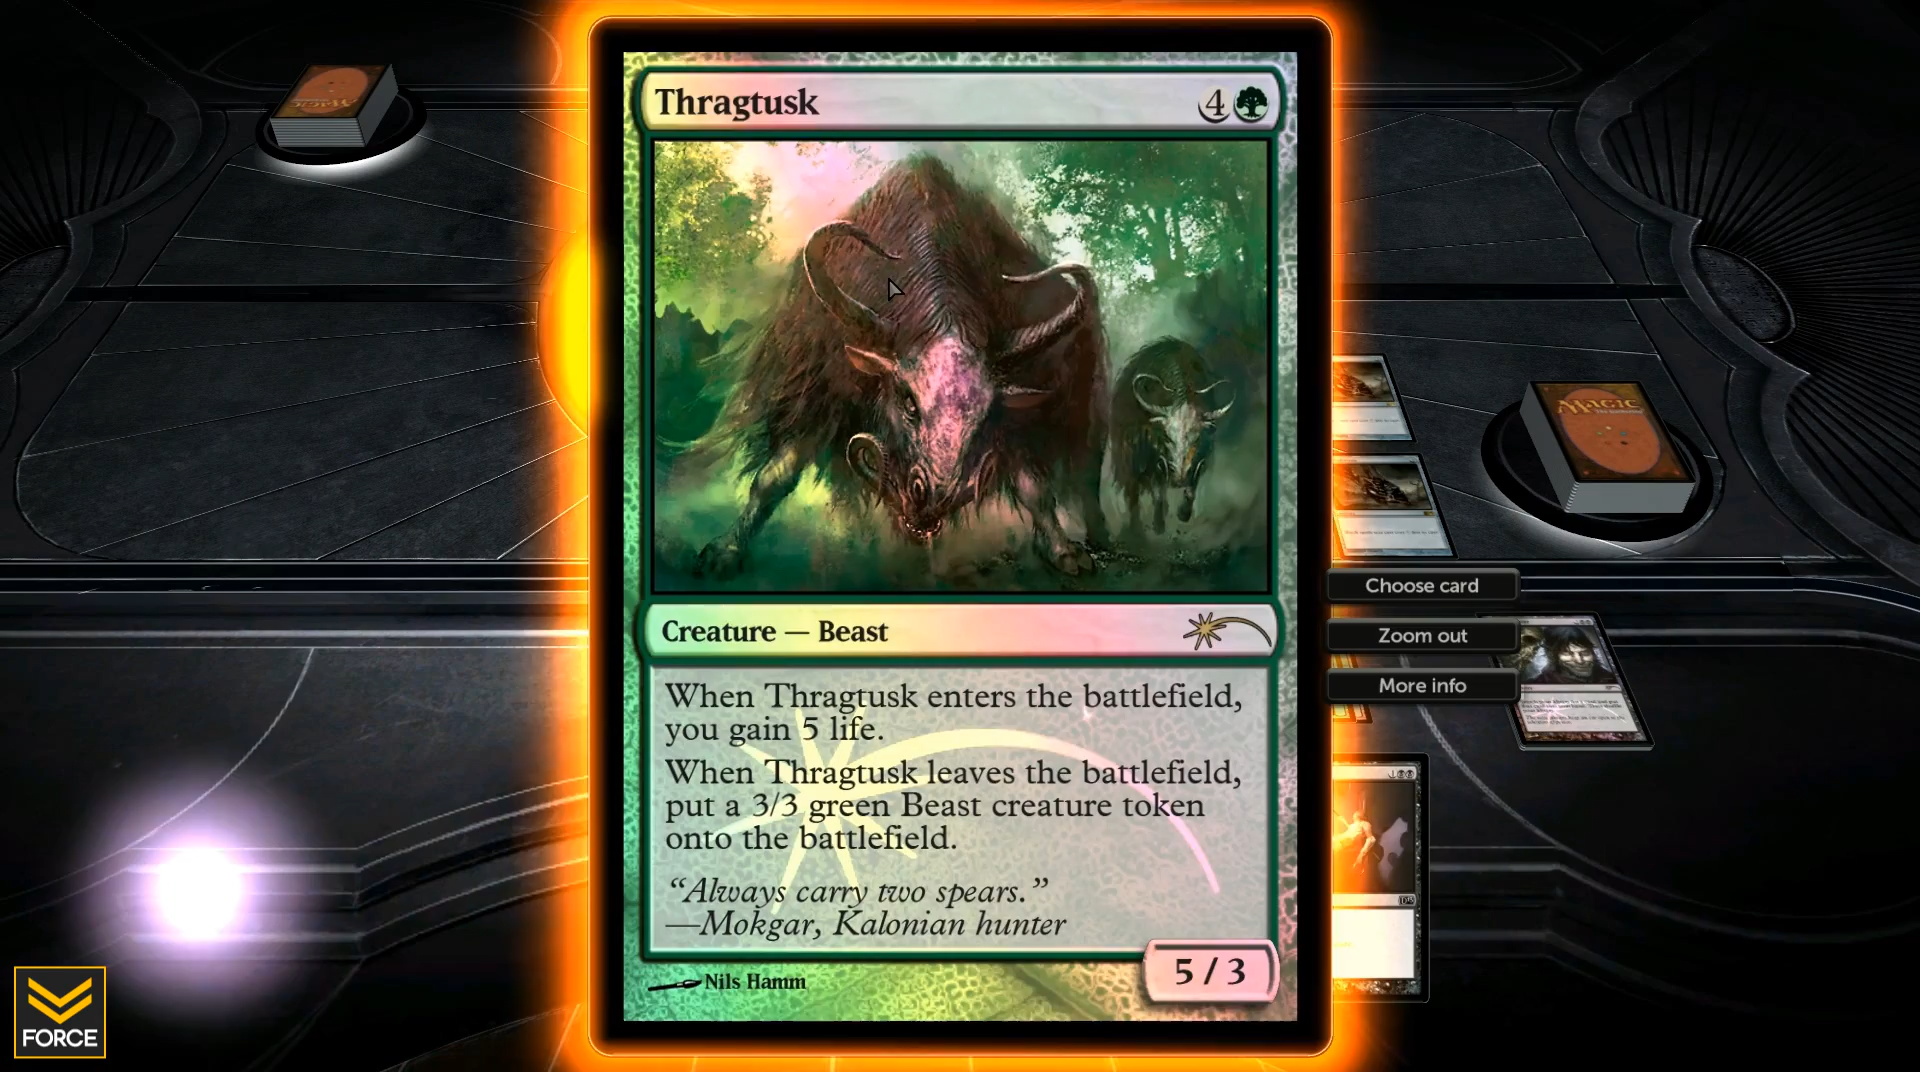 Thragtusk
4
MAGIC
Choose card
Zoom out
More info
Creature — Beast
When Thragtusk enters the battlefield,
you gain 5 life.
When Thragtusk leaves the battlefield,
put a 3/3 green Beast creature token
onto the battlefield.
“Always carry two spears.”
—Mokgar, Kalonian hunter
5 / 3
Nils Hamm
FORCE